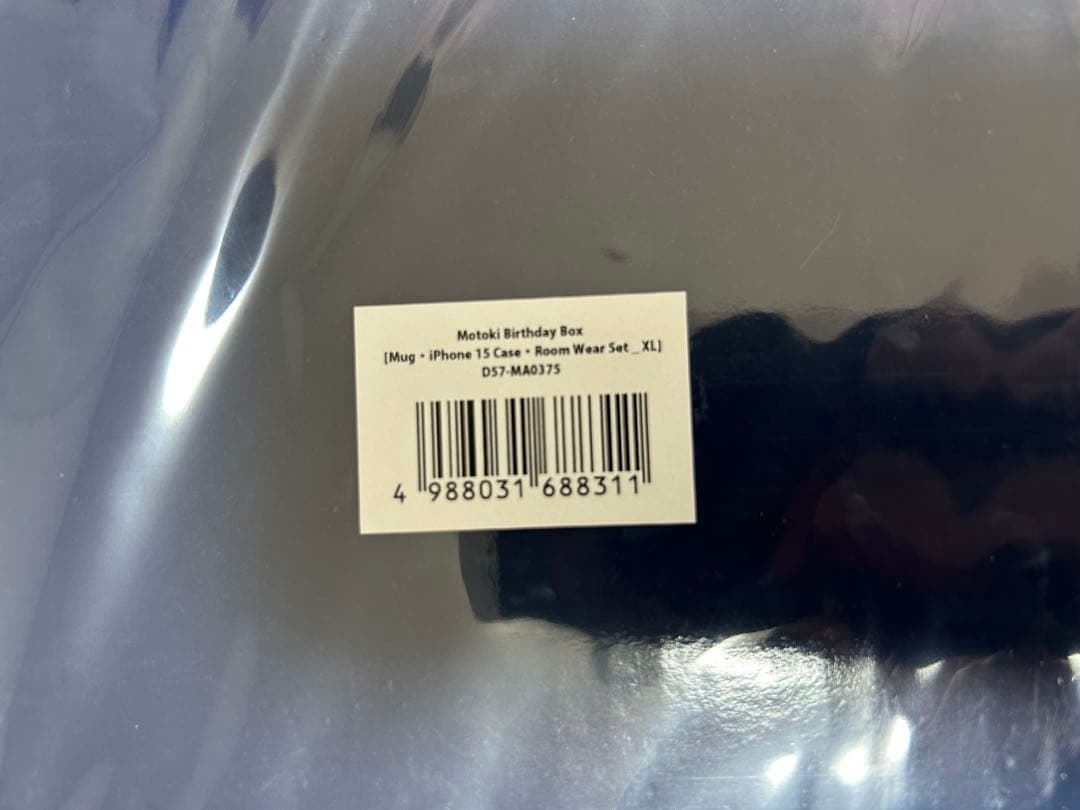 Motoki Birthday Box
[Mug・iPhone 15 Case・Room Wear Set _ XL]
D57-MA0375
4 988031 688311